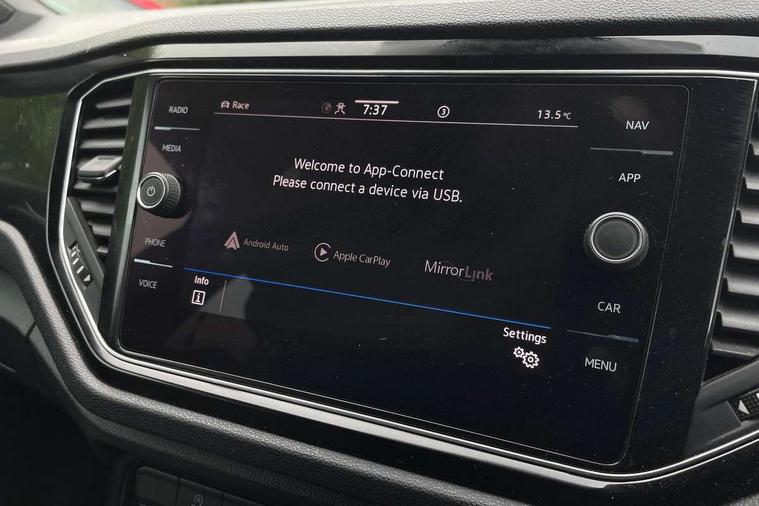 RADIO
MEDIA
PHONE
VOICE
Race
7:37
3
13.5°C
Welcome to App-Connect
Please connect a device via USB.
Android Auto
Apple CarPlay
MirrorLink
Info
i
Settings
NAV
APP
CAR
MENU